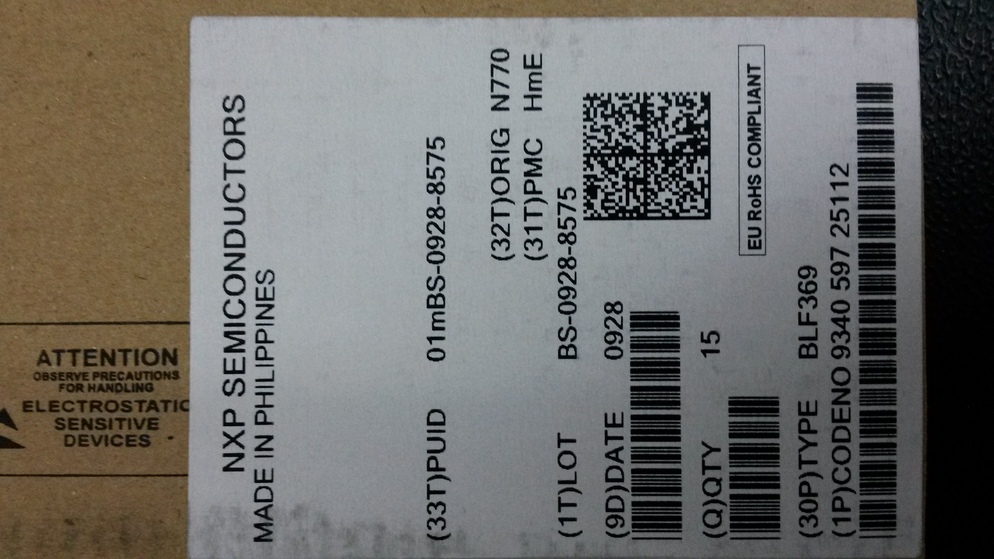 NXP SEMICONDUCTORS
MADE IN PHILIPPINES
(33T)PUID 01mBS-0928-8575
(32T)ORIG N770
(31T)PMC HmE
(1T)LOT BS-0928-8575
(9D)DATE 0928
(Q)QTY 15
EU RoHS COMPLIANT
(30P)TYPE BLF369
(1P)CODENO 9340 597 25112
ATTENTION
OBSERVE PRECAUTIONS
FOR HANDLING
ELECTROSTATIC
SENSITIVE
DEVICES